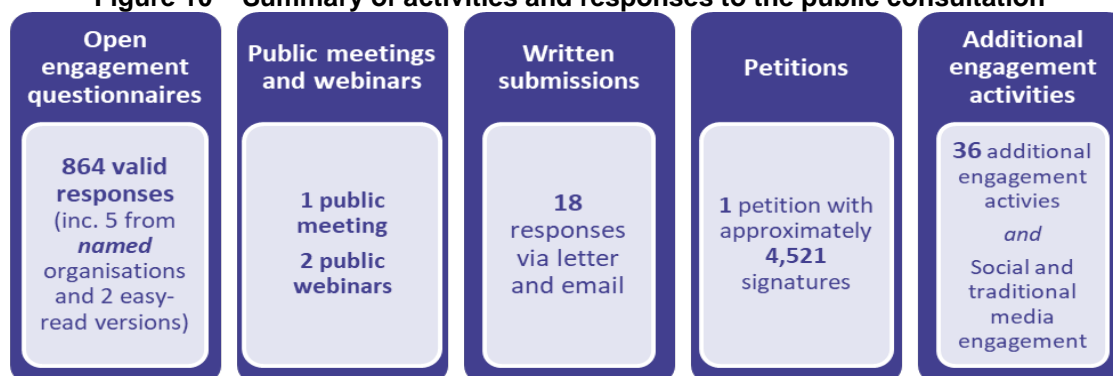 Figure 10 – Summary of activities and responses to the public consultation
Open
engagement
questionnaires
864 valid
responses
(inc. 5 from
named
organisations
and 2 easy-
read versions)
Public meetings
and webinars
1 public
meeting
2 public
webinars
Written
submissions
18
responses
via letter
and email
Petitions
1 petition with
approximately
4,521
signatures
Additional
engagement
activities
36 additional
engagement
activies
and
Social and
traditional
media
engagement